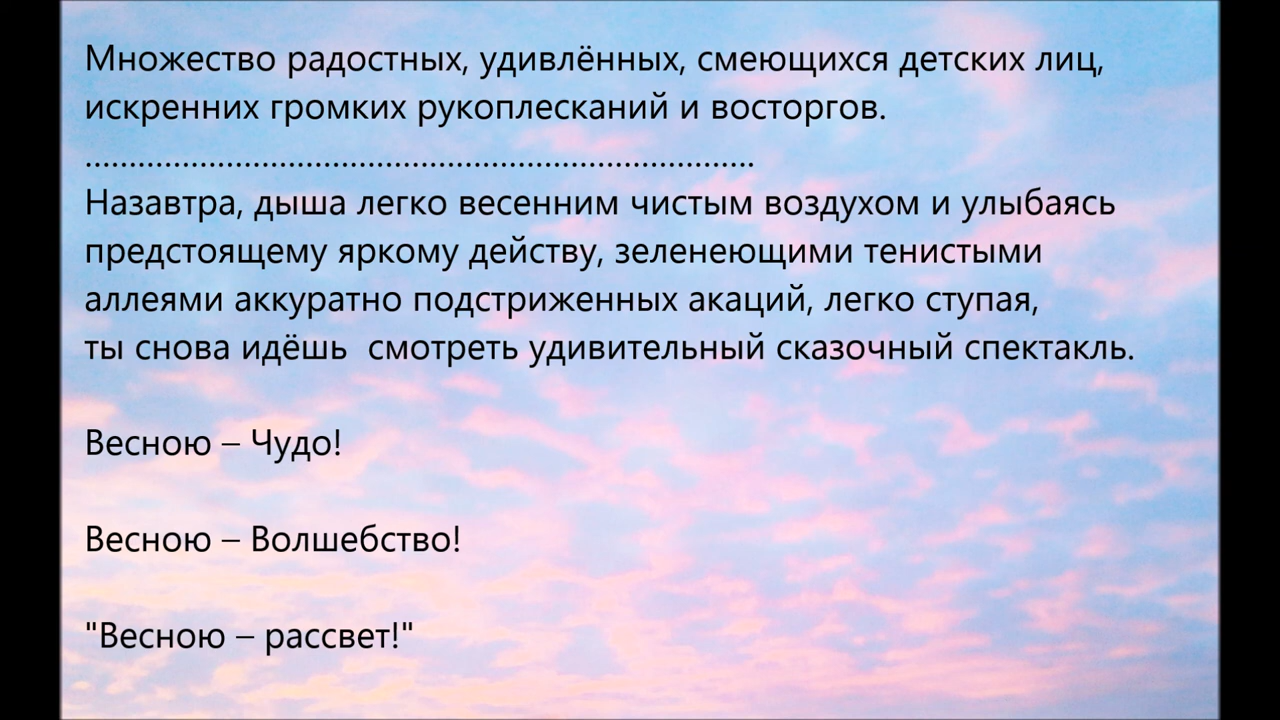 Множество радостных, удивлённых, смеющихся детских лиц,
искренних громких рукоплесканий и восторгов.
……………………………………………………………….
Назавтра, дыша легко весенним чистым воздухом и улыбаясь
предстоящему яркому действу, зеленеющими тенистыми
аллеями аккуратно подстриженных акаций, легко ступая,
ты снова идёшь  смотреть удивительный сказочный спектакль.
Весною – Чудо!
Весною – Волшебство!
"Весною – рассвет!"